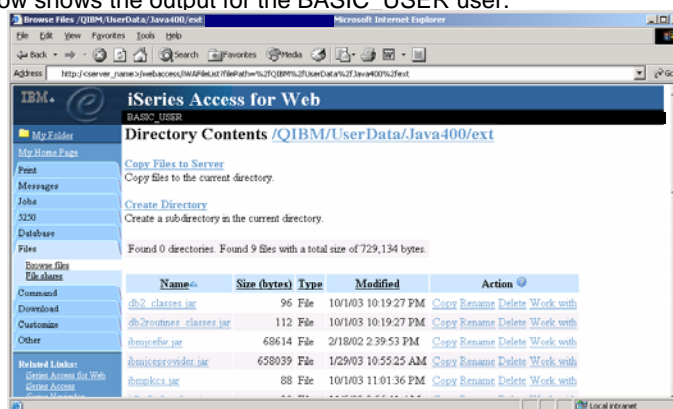 ow shows the output for the BASIC_USER user:
Browse Files /QIBM/UserData/Java400/ext Microsoft Internet Explorer
File Edit View Favorites Tools Help
Back Search Favorites Media
Address http://<server_name>/webaccess/iWAFileList?filePath=%2fQIBM%2fUserData%2fJava400%2fext Go
IBM. iSeries Access for Web
BASIC_USER
My Folder
My Home Page
Print
Messages
Jobs
5250
Database
Files
Browse files
File shares
Command
Download
Customize
Other
Related Links:
iSeries Access for Web
iSeries Access
Directory Contents /QIBM/UserData/Java400/ext
Copy Files to Server
Copy files to the current directory.
Create Directory
Create a subdirectory in the current directory.
Found 0 directories. Found 9 files with a total size of 729,134 bytes.
Name Size (bytes) Type Modified Action
db2_classes.jar 96 File 10/1/03 10:19:27 PM Copy Rename Delete Work with
db2routines_classes.jar 112 File 10/1/03 10:19:27 PM Copy Rename Delete Work with
ibmjcefw.jar 68614 File 2/18/02 2:39:53 PM Copy Rename Delete Work with
ibmjceprovider.jar 658039 File 1/29/03 10:55:25 AM Copy Rename Delete Work with
ibmpkcs.jar 88 File 10/1/03 11:01:36 PM Copy Rename Delete Work with
Local intranet